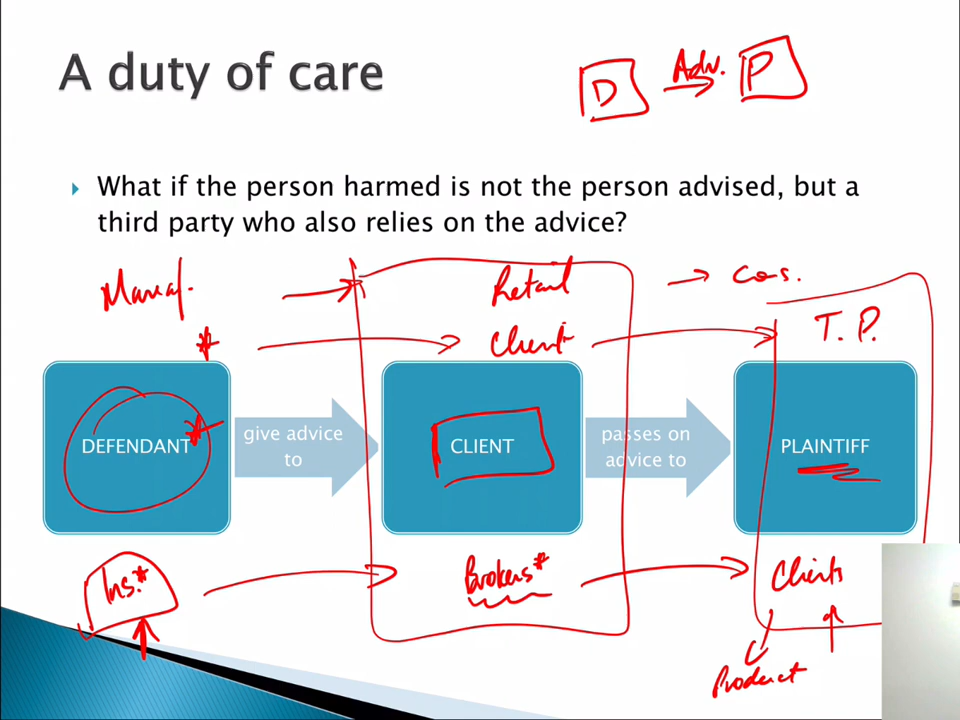 A duty of care
D Adv. P
What if the person harmed is not the person advised, but a
third party who also relies on the advice?
Manuf. Retail Cos.
Client T.P.
DEFENDANT
give advice
to
CLIENT
passes on
advice to
PLAINTIFF
Ins.* Brokers* Clients
Product